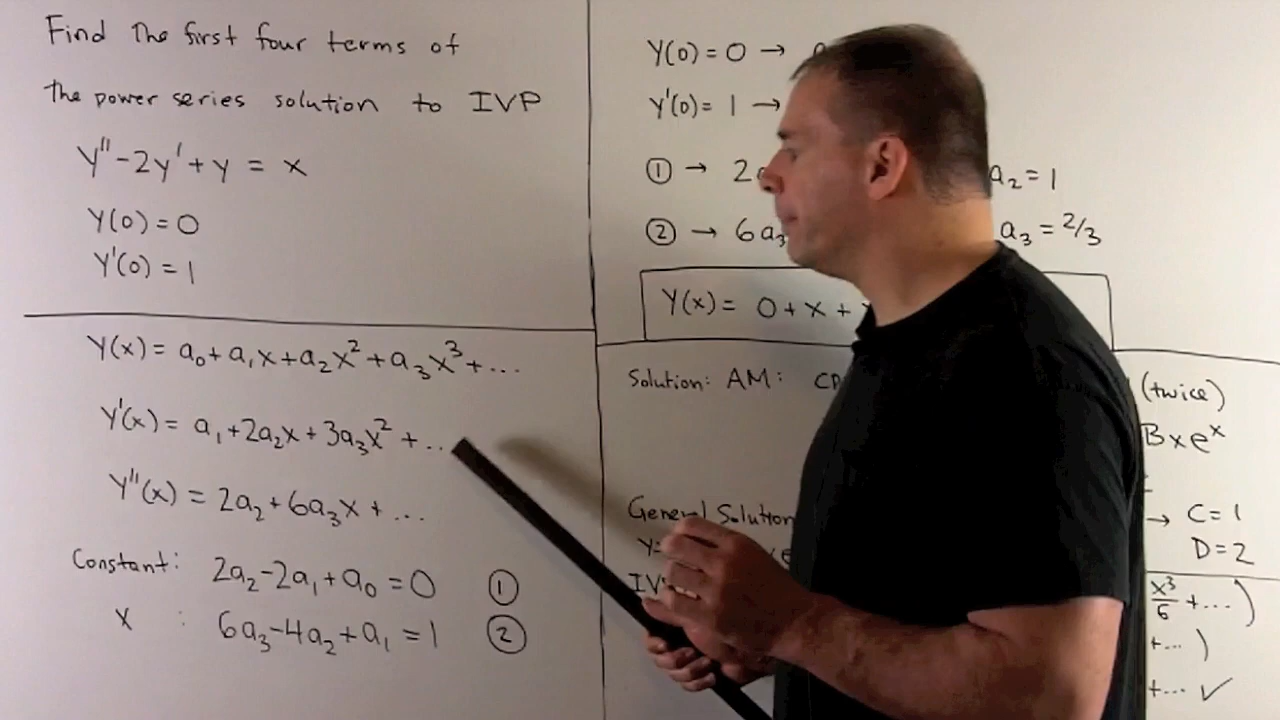 Find the first four terms of
the power series solution to IVP
y'' - 2y' + y = x
y(0) = 0
y'(0) = 1
y(x) = a₀ + a₁x + a₂x² + a₃x³ + ...
y'(x) = a₁ + 2a₂x + 3a₃x² + ...
y''(x) = 2a₂ + 6a₃x + ...
Constant: 2a₂ - 2a₁ + a₀ = 0 ①
x : 6a₃ - 4a₂ + a₁ = 1 ②
y(0) = 0 →
y'(0) = 1 →
① → 2 a₂ = 1
② → 6a₃ a₃ = 2/3
y(x) = 0 + x +
Solution: AM: (twice)
Bxeˣ
General Solution
→ C = 1
y=
D = 2
x³/6 + ... )
+ ... )
+ ... ✓